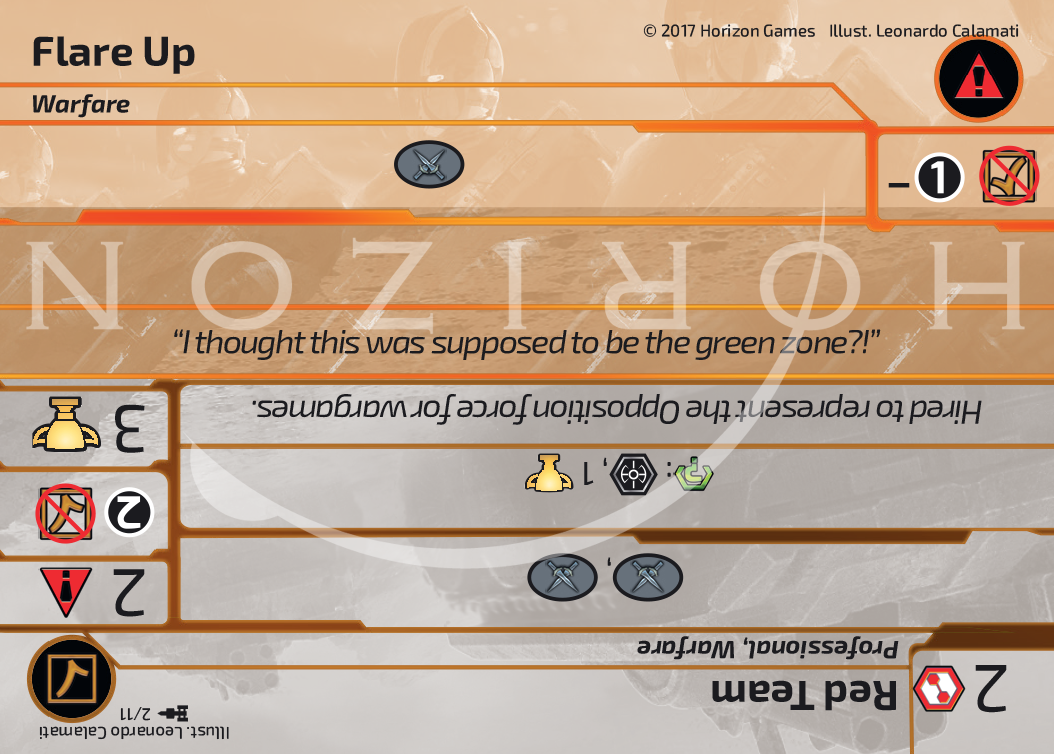 © 2017 Horizon Games Illust. Leonardo Calamati
Flare Up
Warfare
– 1
HORIZON
“I thought this was supposed to be the green zone?!”
2
Red Team
Professional, Warfare
,
: , 1
Hired to represent the Opposition force for wargames.
2
2
3
Illust. Leonardo Calamati
2/11